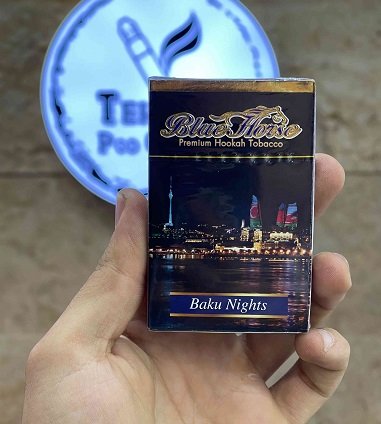 Blue Horse
Premium Hookah Tobacco
Baku Nights